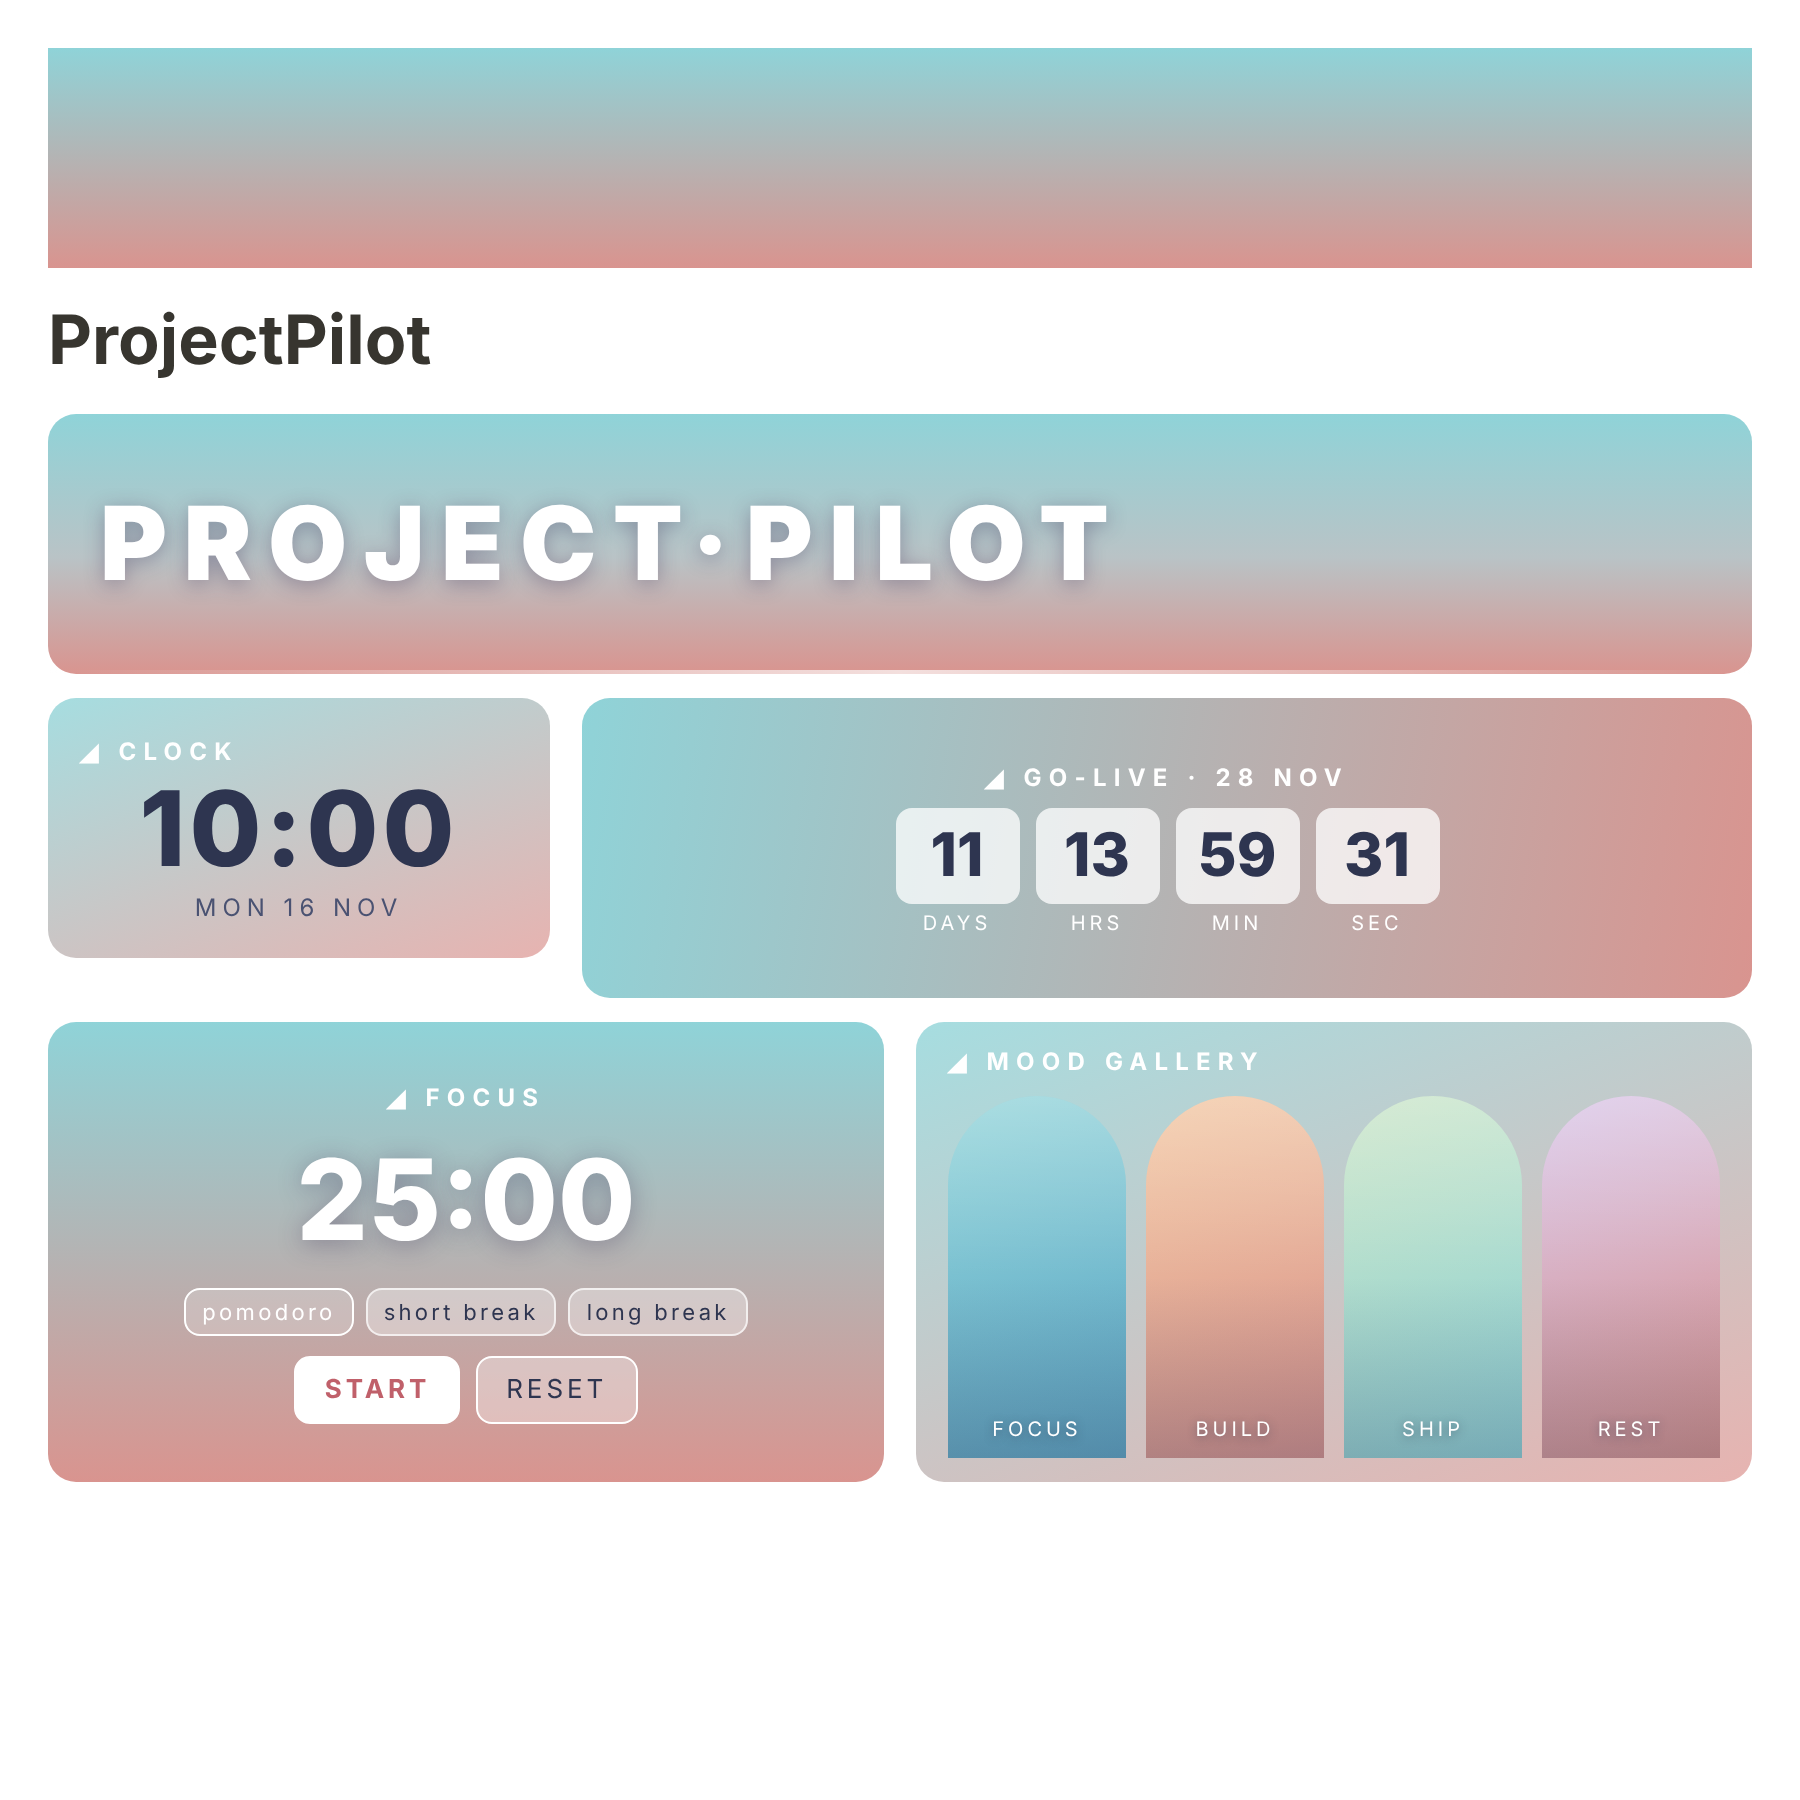 ProjectPilot
PROJECT·PILOT
◢ CLOCK
10:00
MON 16 NOV
◢ GO-LIVE · 28 NOV
11 13 59 31
DAYS HRS MIN SEC
◢ FOCUS
25:00
pomodoro short break long break
START RESET
◢ MOOD GALLERY
FOCUS BUILD SHIP REST